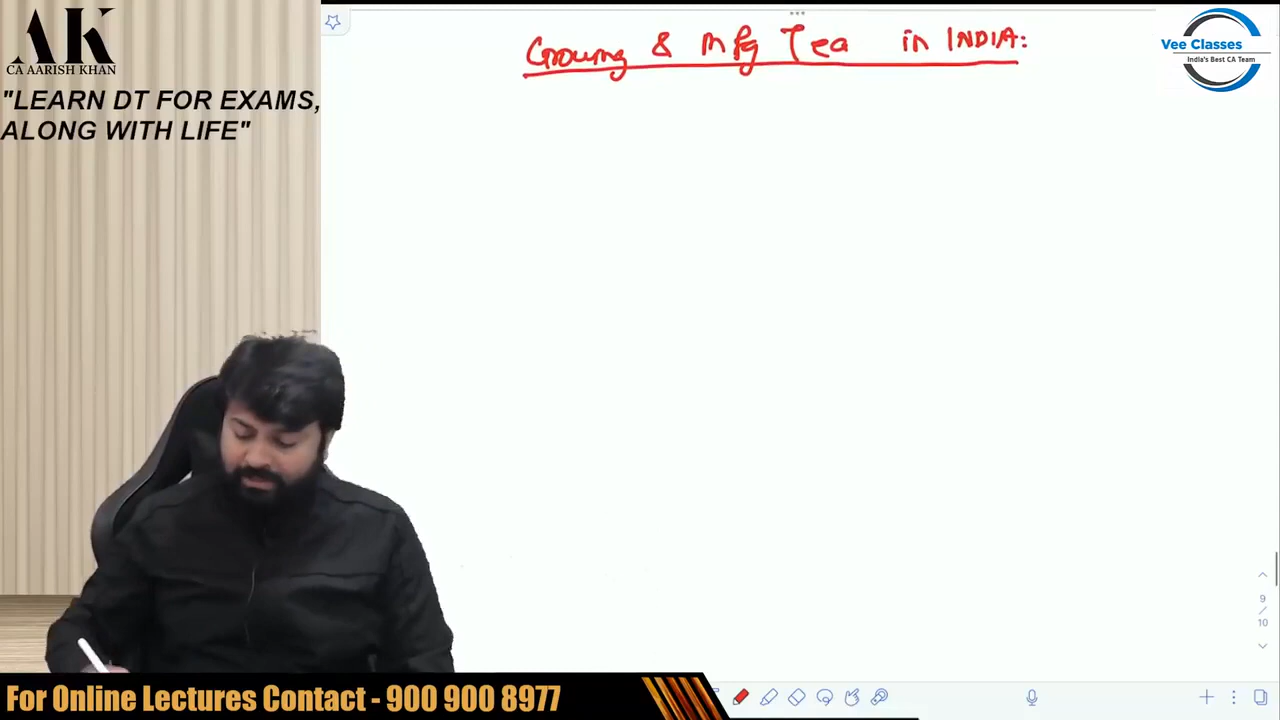 AK
CA AARISH KHAN
"LEARN DT FOR EXAMS,
ALONG WITH LIFE"
Growing & Mfg Tea in INDIA:
Vee Classes
India's Best CA Team
9
/
10
For Online Lectures Contact - 900 900 8977